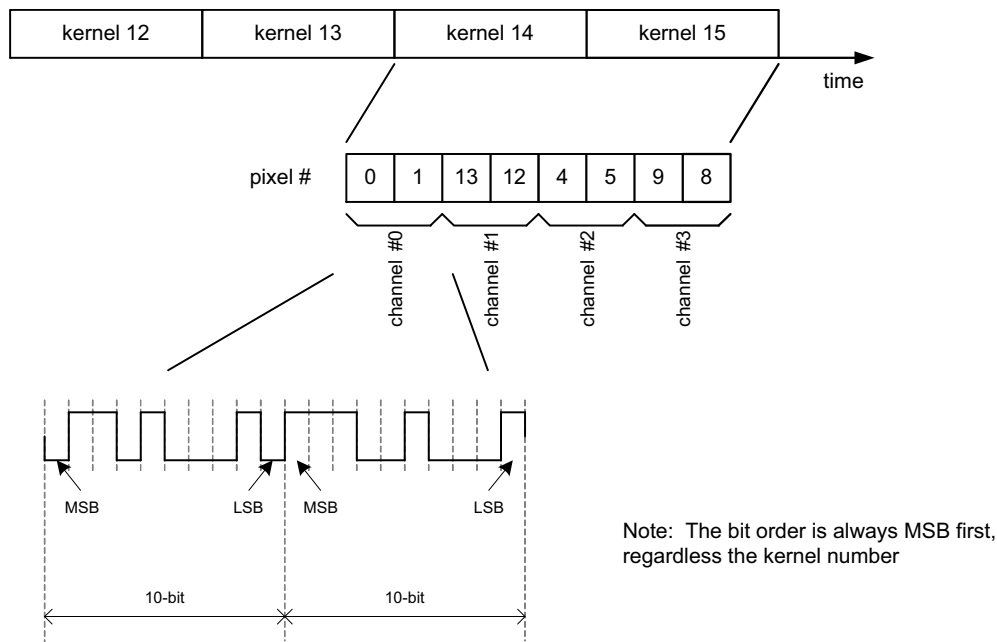 kernel 12 kernel 13 kernel 14 kernel 15
time
pixel # 0 1 13 12 4 5 9 8
channel #0 channel #1 channel #2 channel #3
MSB LSB MSB LSB
Note: The bit order is always MSB first,
regardless the kernel number
10-bit 10-bit